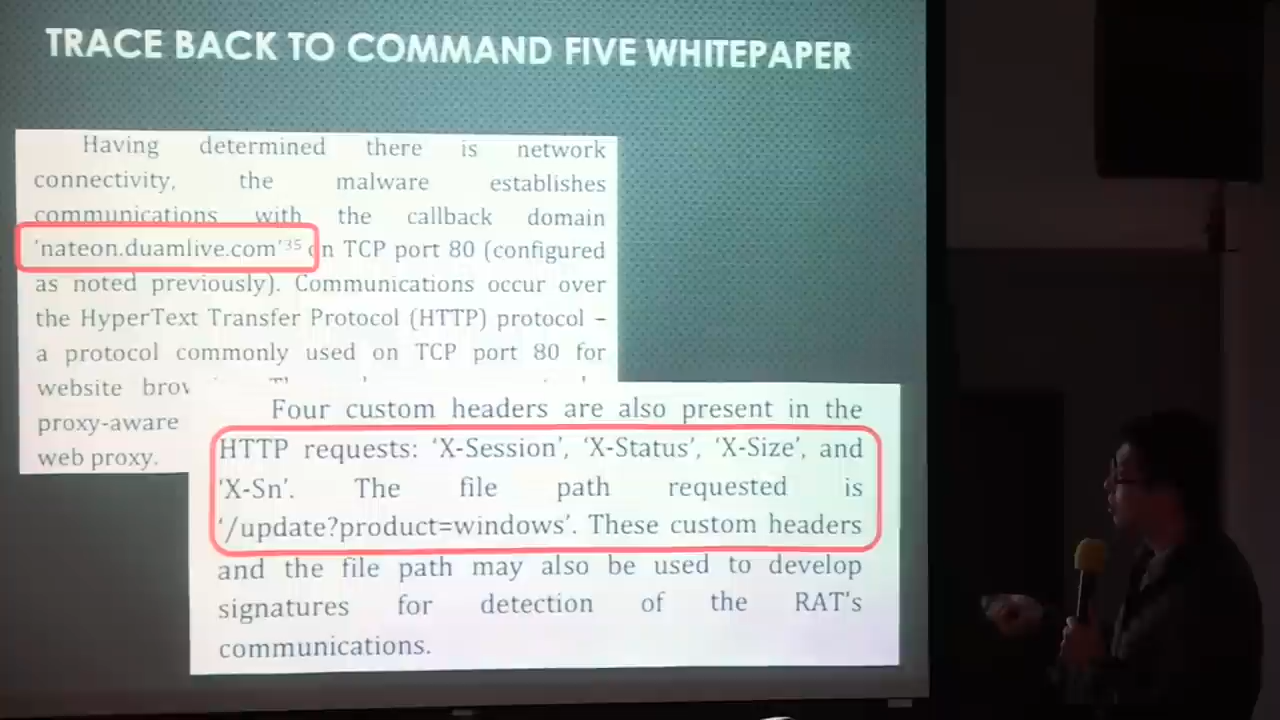 TRACE BACK TO COMMAND FIVE WHITEPAPER
Having determined there is network
connectivity, the malware establishes
communications with the callback domain
'nateon.duamlive.com'35 on TCP port 80 (configured
as noted previously). Communications occur over
the HyperText Transfer Protocol (HTTP) protocol –
a protocol commonly used on TCP port 80 for
website
proxy-aware
web proxy.
Four custom headers are also present in the
HTTP requests: 'X-Session', 'X-Status', 'X-Size', and
'X-Sn'. The file path requested is
'/update?product=windows'. These custom headers
and the file path may also be used to develop
signatures for detection of the RAT's
communications.